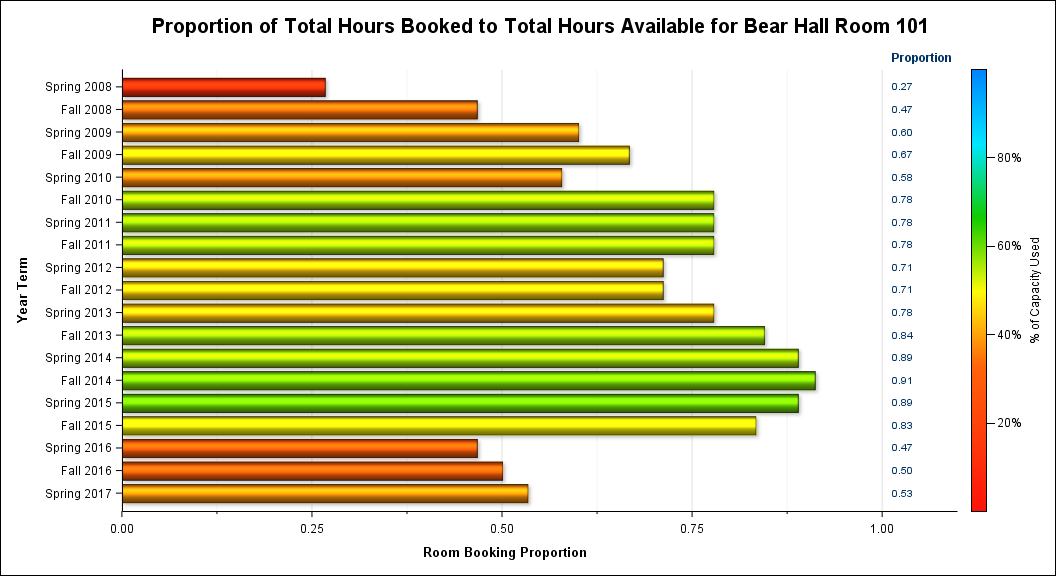 Proportion of Total Hours Booked to Total Hours Available for Bear Hall Room 101
Proportion
Spring 2008 0.27
Fall 2008 0.47
Spring 2009 0.60
Fall 2009 0.67
Spring 2010 0.58
Fall 2010 0.78
Spring 2011 0.78
Fall 2011 0.78
Spring 2012 0.71
Fall 2012 0.71
Spring 2013 0.78
Fall 2013 0.84
Spring 2014 0.89
Fall 2014 0.91
Spring 2015 0.89
Fall 2015 0.83
Spring 2016 0.47
Fall 2016 0.50
Spring 2017 0.53
Year Term
0.00 0.25 0.50 0.75 1.00
Room Booking Proportion
80%
60%
40%
20%
% of Capacity Used